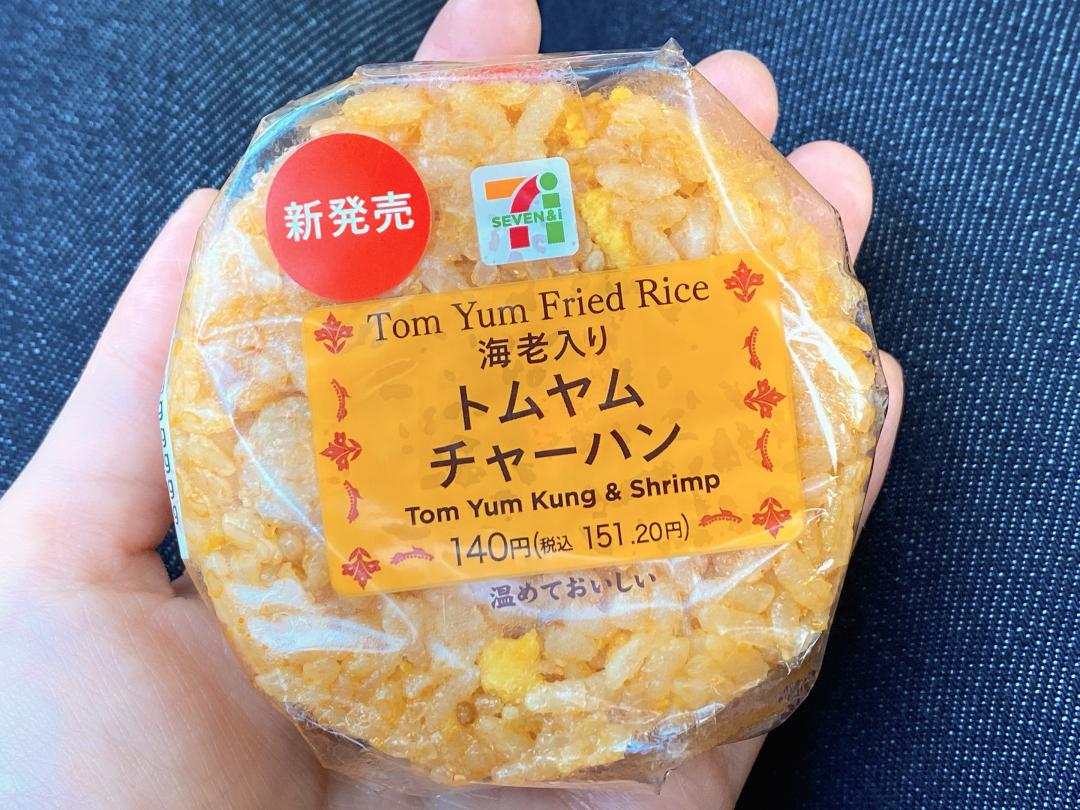 新発売
SEVEN&i
Tom Yum Fried Rice
海老入り
トムヤム
チャーハン
Tom Yum Kung & Shrimp
140円(税込 151.20円)
温めておいしい